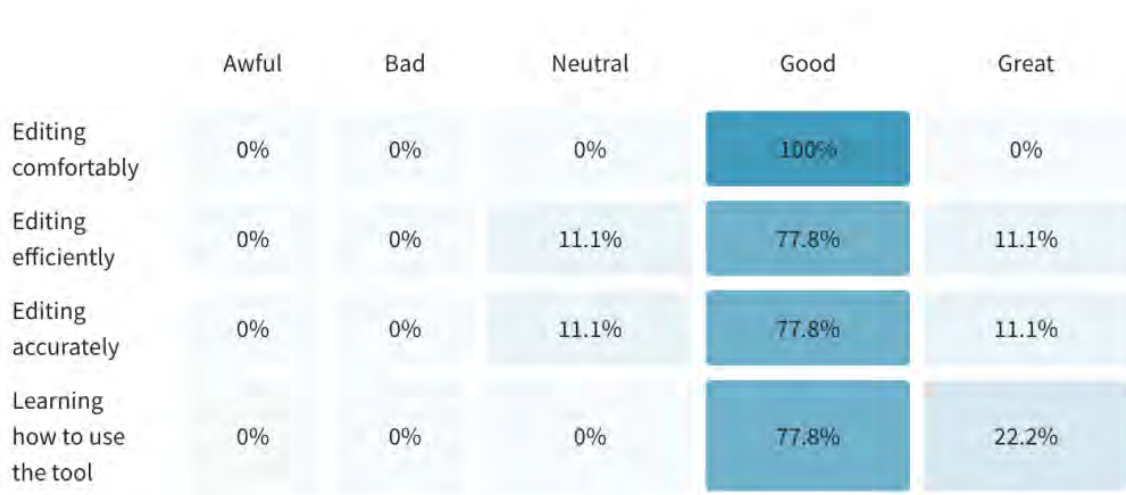 Awful Bad Neutral Good Great
Editing
comfortably
0% 0% 0% 100% 0%
Editing
efficiently
0% 0% 11.1% 77.8% 11.1%
Editing
accurately
0% 0% 11.1% 77.8% 11.1%
Learning
how to use
the tool
0% 0% 0% 77.8% 22.2%